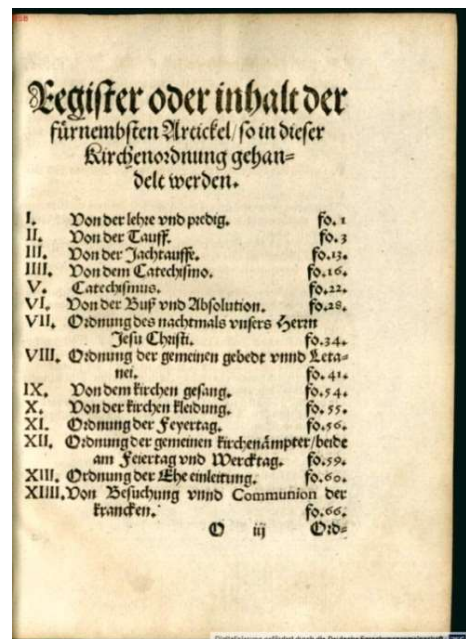 Register oder inhalt der
fürnembsten Artickel/ so in dieser
Kirchenordnung gehan=
delt werden.
I. Von der lehre vnd predig. fo. 1
II. Von der Tauff. fo. 3
III. Von der Jachtauffe. fo. 13.
IIII. Von dem Catechismo. fo. 16.
V. Catechismus. fo. 22.
VI. Von der Buß vnd Absolution. fo. 28.
VII. Ordnung des nachtmals vnsers Herrn
Jesu Christi. fo. 34.
VIII. Ordnung der gemeinen gebedt vnnd Leta=
nei. fo. 41.
IX. Von dem kirchen gesang. fo. 54.
X. Von der kirchen kleidung. fo. 55.
XI. Ordnung der Feyertag. fo. 56.
XII. Ordnung der gemeinen kirchenämpter/ beide
am Feiertag vnd Wercktag. fo. 59.
XIII. Ordnung der Ehe einleitung. fo. 60.
XIIII. Von Besuchung vnnd Communion der
krancken. fo. 66.
O iij Ord=